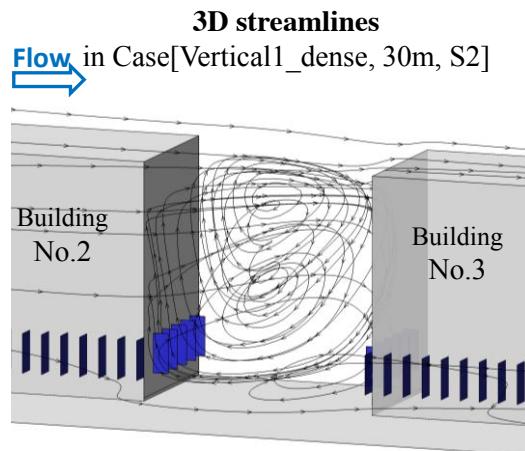 3D streamlines
Flow in Case[Vertical1_dense, 30m, S2]
Building
No.2
Building
No.3